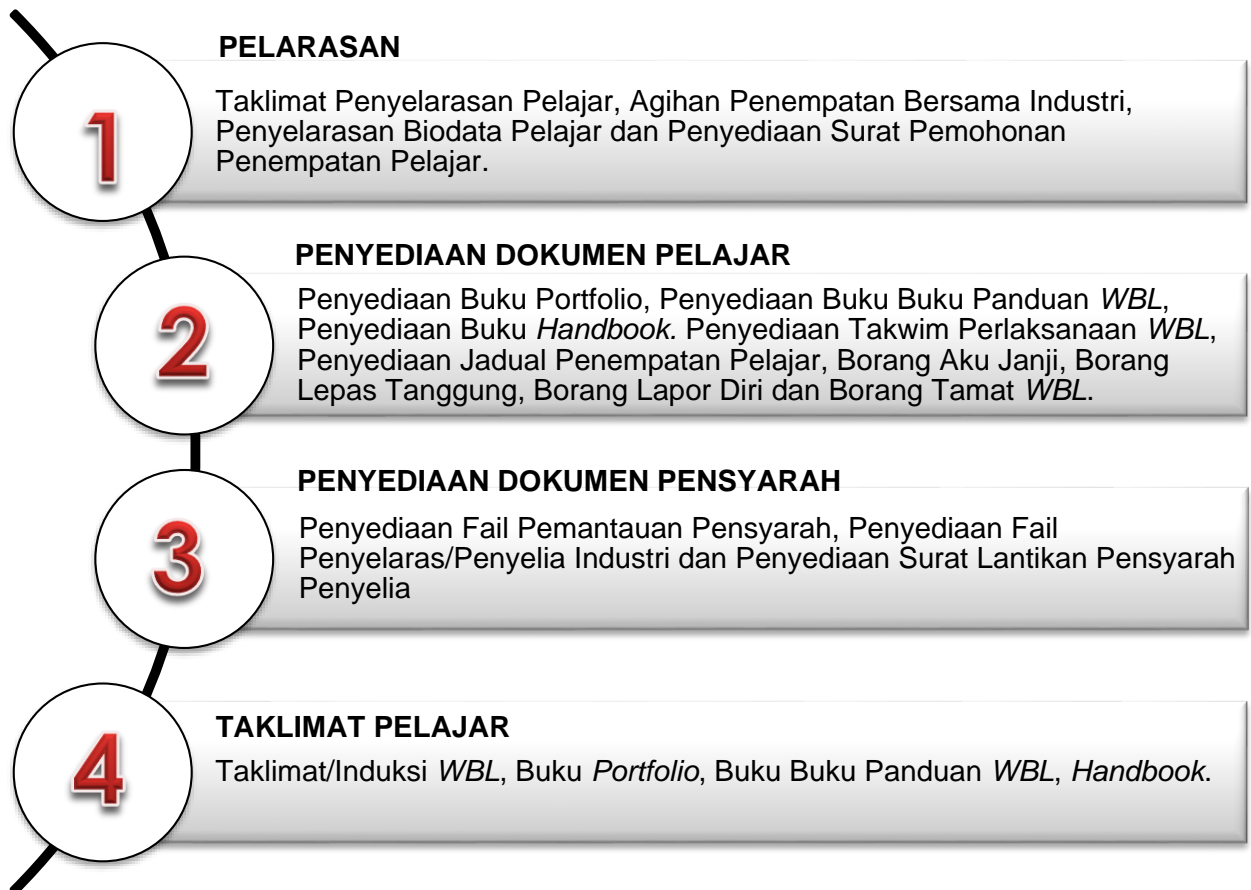 1
PELARASAN
Taklimat Penyelarasan Pelajar, Agihan Penempatan Bersama Industri,
Penyelarasan Biodata Pelajar dan Penyediaan Surat Pemohonan
Penempatan Pelajar.
2
PENYEDIAAN DOKUMEN PELAJAR
Penyediaan Buku Portfolio, Penyediaan Buku Buku Panduan WBL,
Penyediaan Buku Handbook. Penyediaan Takwim Perlaksanaan WBL,
Penyediaan Jadual Penempatan Pelajar, Borang Aku Janji, Borang
Lepas Tanggung, Borang Lapor Diri dan Borang Tamat WBL.
3
PENYEDIAAN DOKUMEN PENSYARAH
Penyediaan Fail Pemantauan Pensyarah, Penyediaan Fail
Penyelaras/Penyelia Industri dan Penyediaan Surat Lantikan Pensyarah
Penyelia
4
TAKLIMAT PELAJAR
Taklimat/Induksi WBL, Buku Portfolio, Buku Buku Panduan WBL, Handbook.